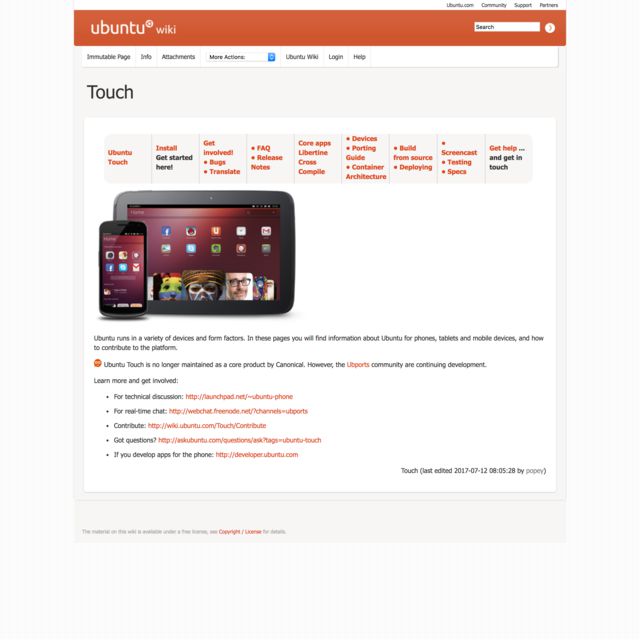 Ubuntu.com Community Support Partners
ubuntu wiki
Search
Immutable Page Info Attachments More Actions: Ubuntu Wiki Login Help
Touch
Ubuntu
Touch
Install
Get started
here!
Get
involved!
• Bugs
• Translate
• FAQ
• Release
Notes
Core apps
Libertine
Cross
Compile
• Devices
• Porting
Guide
• Container
Architecture
• Build
from source
• Deploying
•
Screencast
• Testing
• Specs
Get help ...
and get in
touch
Home
Home
Ubuntu runs in a variety of devices and form factors. In these pages you will find information about Ubuntu for phones, tablets and mobile devices, and how
to contribute to the platform.
Ubuntu Touch is no longer maintained as a core product by Canonical. However, the Ubports community are continuing development.
Learn more and get involved:
• For technical discussion: http://launchpad.net/~ubuntu-phone
• For real-time chat: http://webchat.freenode.net/?channels=ubports
• Contribute: http://wiki.ubuntu.com/Touch/Contribute
• Got questions? http://askubuntu.com/questions/ask?tags=ubuntu-touch
• If you develop apps for the phone: http://developer.ubuntu.com
Touch (last edited 2017-07-12 08:05:28 by popey)
The material on this wiki is available under a free license, see Copyright / License for details.